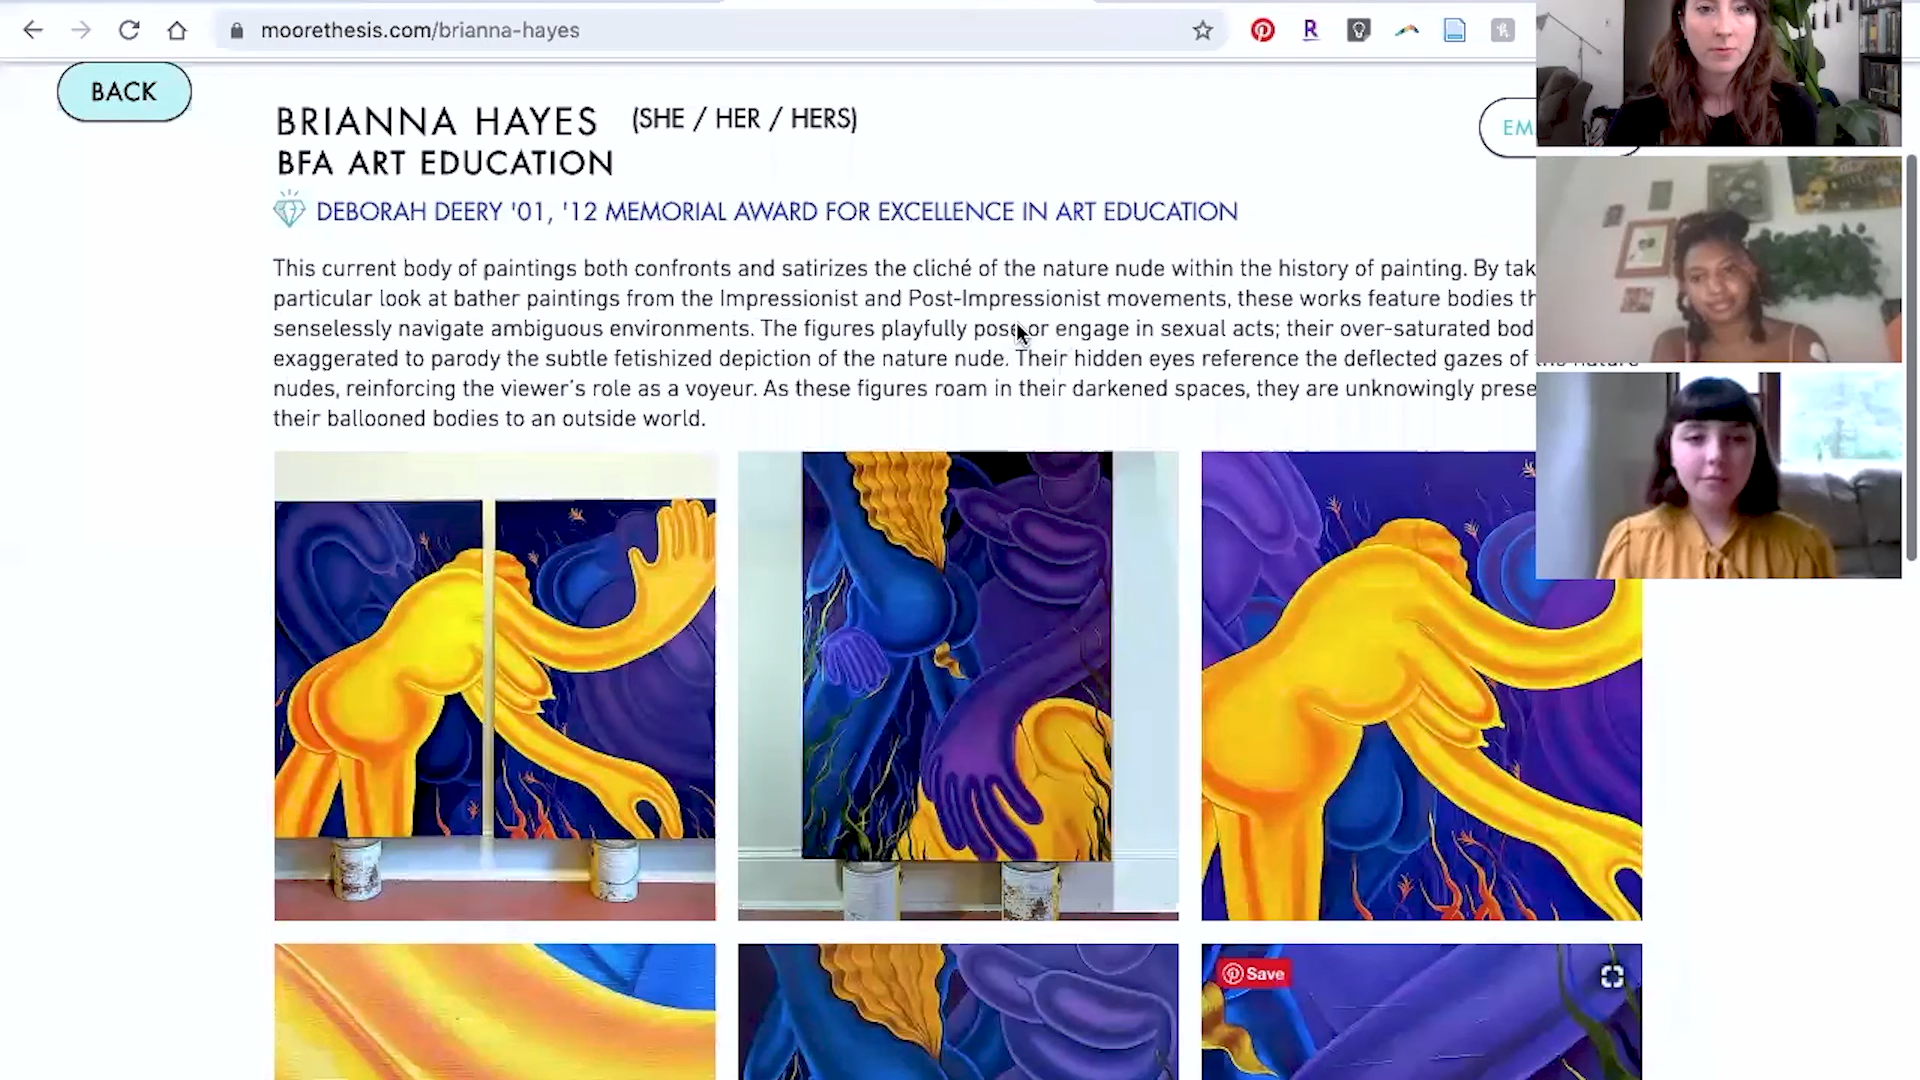 moorethesis.com/brianna-hayes
BACK
BRIANNA HAYES (SHE / HER / HERS)
BFA ART EDUCATION
DEBORAH DEERY '01, '12 MEMORIAL AWARD FOR EXCELLENCE IN ART EDUCATION
This current body of paintings both confronts and satirizes the cliché of the nature nude within the history of painting. By
particular look at bather paintings from the Impressionist and Post-Impressionist movements, these works feature bodies
senselessly navigate ambiguous environments. The figures playfully pose or engage in sexual acts; their over-saturated
exaggerated to parody the subtle fetishized depiction of the nature nude. Their hidden eyes reference the deflected gazes of the nature
nudes, reinforcing the viewer's role as a voyeur. As these figures roam in their darkened spaces, they are unknowingly
their ballooned bodies to an outside world.
Save